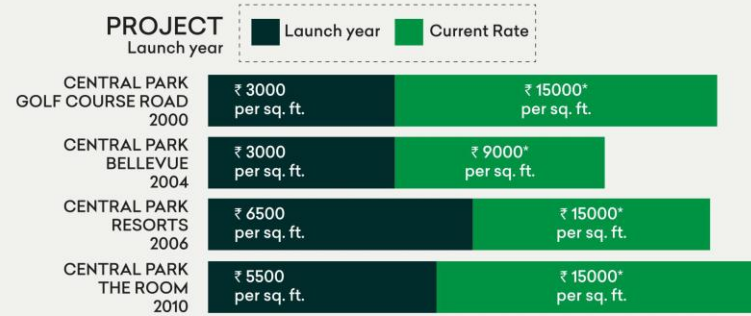 PROJECT
Launch year
Launch year
Current Rate
CENTRAL PARK
GOLF COURSE ROAD
2000
₹ 3000
per sq. ft.
₹ 15000*
per sq. ft.
CENTRAL PARK
BELLEVUE
2004
₹ 3000
per sq. ft.
₹ 9000*
per sq. ft.
CENTRAL PARK
RESORTS
2006
₹ 6500
per sq. ft.
₹ 15000*
per sq. ft.
CENTRAL PARK
THE ROOM
2010
₹ 5500
per sq. ft.
₹ 15000*
per sq. ft.